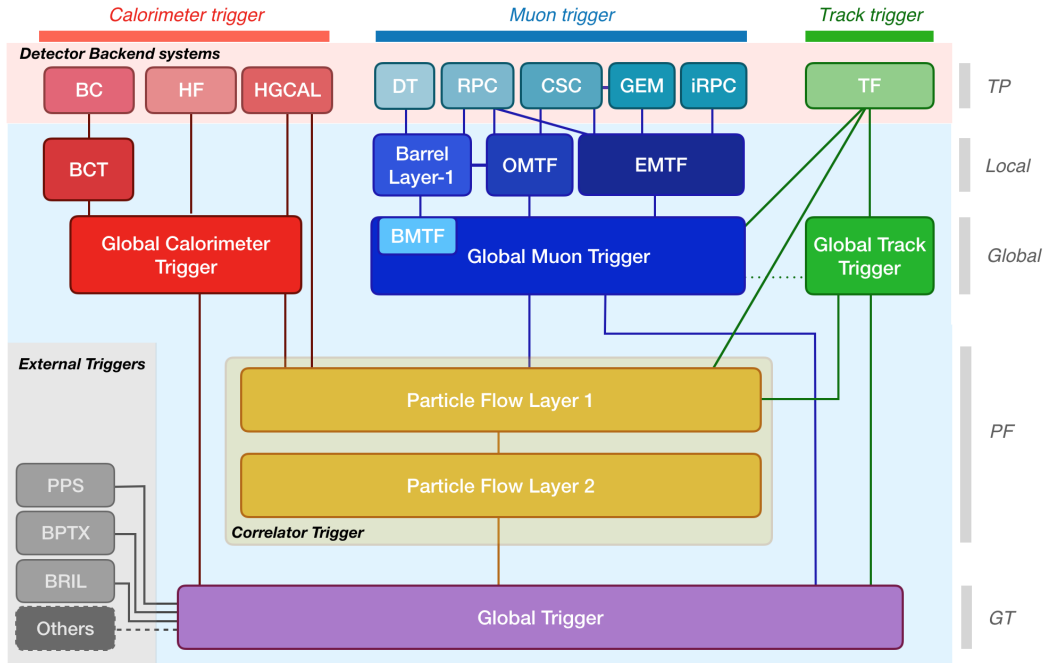 Calorimeter trigger
Muon trigger
Track trigger
Detector Backend systems
BC
HF
HGCAL
DT
RPC
CSC
GEM
iRPC
TF
TP
BCT
Barrel
Layer-1
OMTF
EMTF
Local
Global Calorimeter
Trigger
BMTF
Global Muon Trigger
Global Track
Trigger
Global
External Triggers
Particle Flow Layer 1
PF
Particle Flow Layer 2
Correlator Trigger
PPS
BPTX
BRIL
Others
Global Trigger
GT